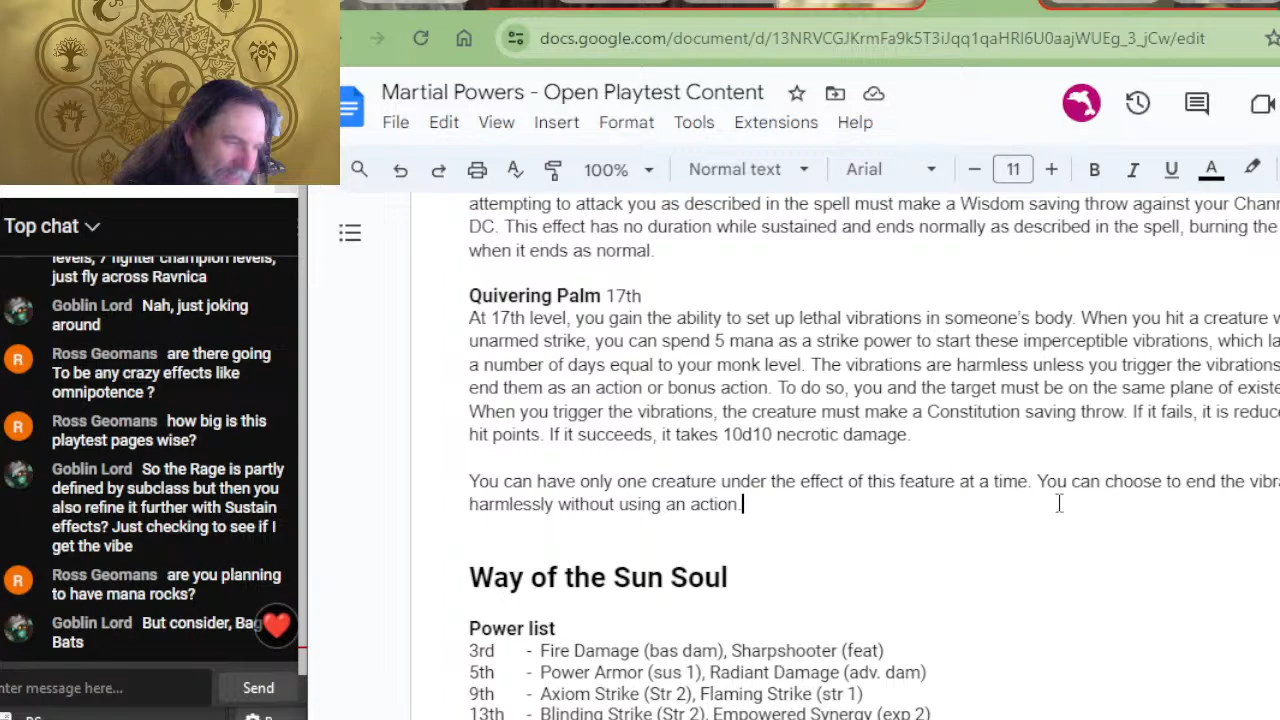 docs.google.com/document/d/13NRVCGJKrmFa9k5T3iJqq1qaHRl6U0aajWUEg_3_jCw/edit
Martial Powers - Open Playtest Content
File Edit View Insert Format Tools Extensions Help
100% Normal text Arial 11 B I U A
attempting to attack you as described in the spell must make a Wisdom saving throw against your Chann
DC. This effect has no duration while sustained and ends normally as described in the spell, burning the
when it ends as normal.
Quivering Palm 17th
At 17th level, you gain the ability to set up lethal vibrations in someone's body. When you hit a creature w
unarmed strike, you can spend 5 mana as a strike power to start these imperceptible vibrations, which la
a number of days equal to your monk level. The vibrations are harmless unless you trigger the vibrations
end them as an action or bonus action. To do so, you and the target must be on the same plane of existe
When you trigger the vibrations, the creature must make a Constitution saving throw. If it fails, it is reduce
hit points. If it succeeds, it takes 10d10 necrotic damage.
You can have only one creature under the effect of this feature at a time. You can choose to end the vibra
harmlessly without using an action.
Way of the Sun Soul
Power list
3rd - Fire Damage (bas dam), Sharpshooter (feat)
5th - Power Armor (sus 1), Radiant Damage (adv. dam)
9th - Axiom Strike (Str 2), Flaming Strike (str 1)
13th - Blinding Strike (Str 2), Empowered Synergy (exp 2)
Top chat
levels, 7 fighter champion levels,
just fly across Ravnica
Goblin Lord Nah, just joking
around
R Ross Geomans are there going
To be any crazy effects like
omnipotence ?
R Ross Geomans how big is this
playtest pages wise?
Goblin Lord So the Rage is partly
defined by subclass but then you
also refine it further with Sustain
effects? Just checking to see if I
get the vibe
R Ross Geomans are you planning
to have mana rocks?
Goblin Lord But consider, Bag
Bats
nter message here... Send